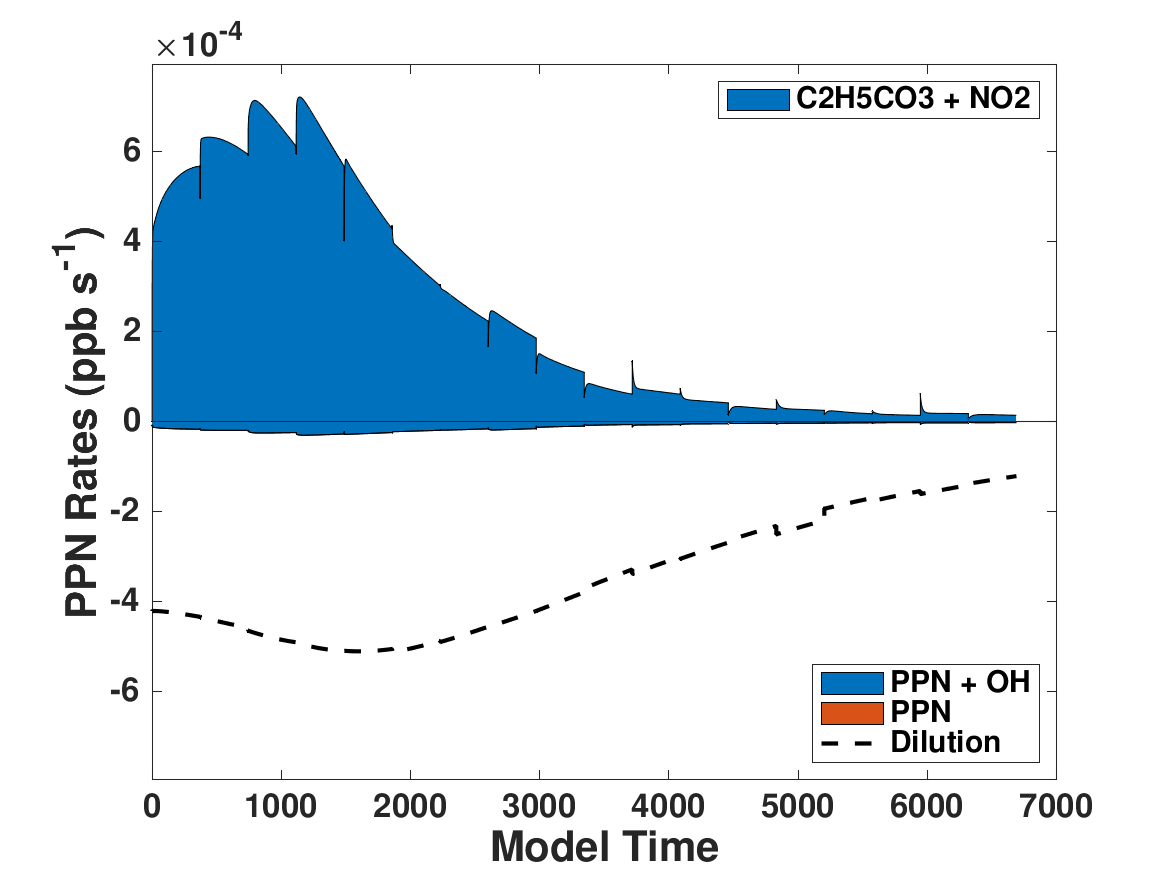 ×10-4
C2H5CO3 + NO2
6
4
2
0
-2
-4
-6
PPN Rates (ppb s-1)
PPN + OH
PPN
Dilution
0 1000 2000 3000 4000 5000 6000 7000
Model Time